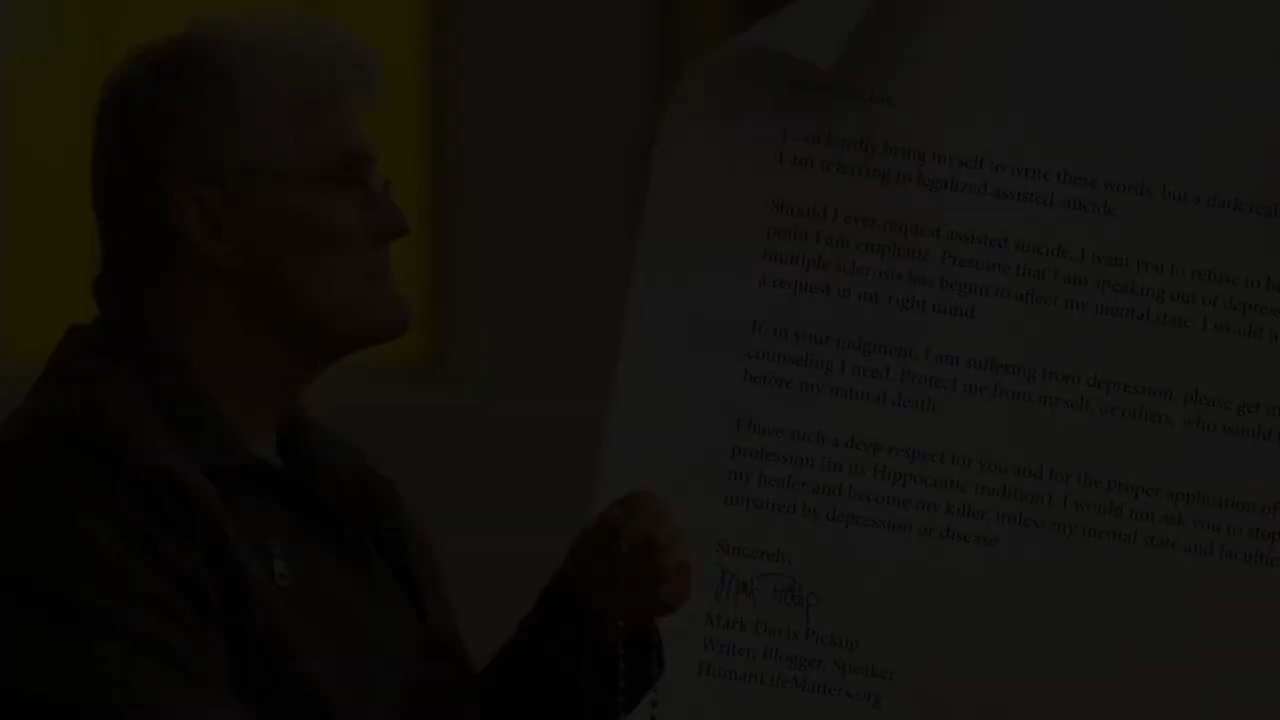 I can hardly bring myself to write these words, but a dark
I am referring to legalized assisted suicide.
Should I ever request assisted suicide, I want you to refuse to
point I am emphatic. Presume that I am speaking out of
multiple sclerosis has begun to affect my mental state. I would
a request in my right mind.
If, in your judgment, I am suffering from depression, please get
counseling I need. Protect me from myself, or others, who would
before my natural death.
I have such a deep respect for you and for the proper application of
profession [in its Hippocratic tradition]. I would not ask you to stop
my healer and become my killer, unless my mental state and
impaired by depression or disease.
Sincerely,
Mark Davis Pickup
Writer, Blogger, Speaker
HumanLifeMatters.org